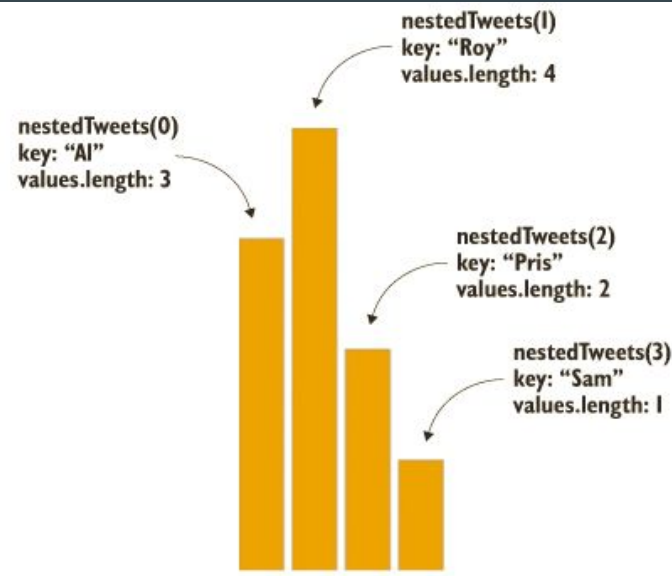 nestedTweets(1)
key: “Roy”
values.length: 4
nestedTweets(0)
key: “Al”
values.length: 3
nestedTweets(2)
key: “Pris”
values.length: 2
nestedTweets(3)
key: “Sam”
values.length: 1